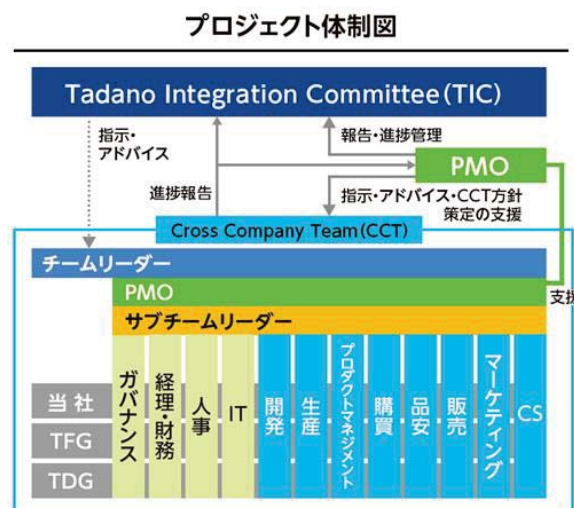 プロジェクト体制図
Tadano Integration Committee(TIC)
指示・
アドバイス
報告・進捗管理
PMO
進捗報告
指示・アドバイス・CCT方針
策定の支援
Cross Company Team(CCT)
チームリーダー
支援
PMO
サブチームリーダー
ガバナンス
経理・財務
人事
IT
開発
生産
プロダクトマネジメント
購買
品安
販売
マーケティング
CS
当社
TFG
TDG